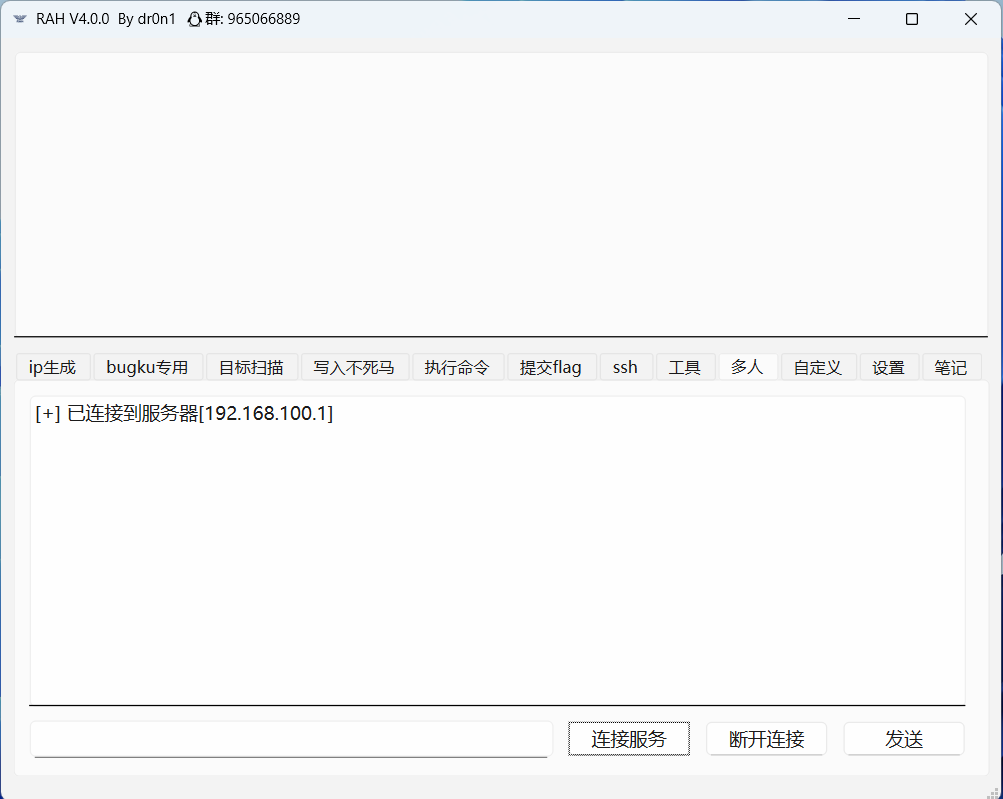 RAH V4.0.0 By dr0n1 群: 965066889
ip生成 bugku专用 目标扫描 写入不死马 执行命令 提交flag ssh 工具 多人 自定义 设置 笔记
[+] 已连接到服务器[192.168.100.1]
连接服务 断开连接 发送